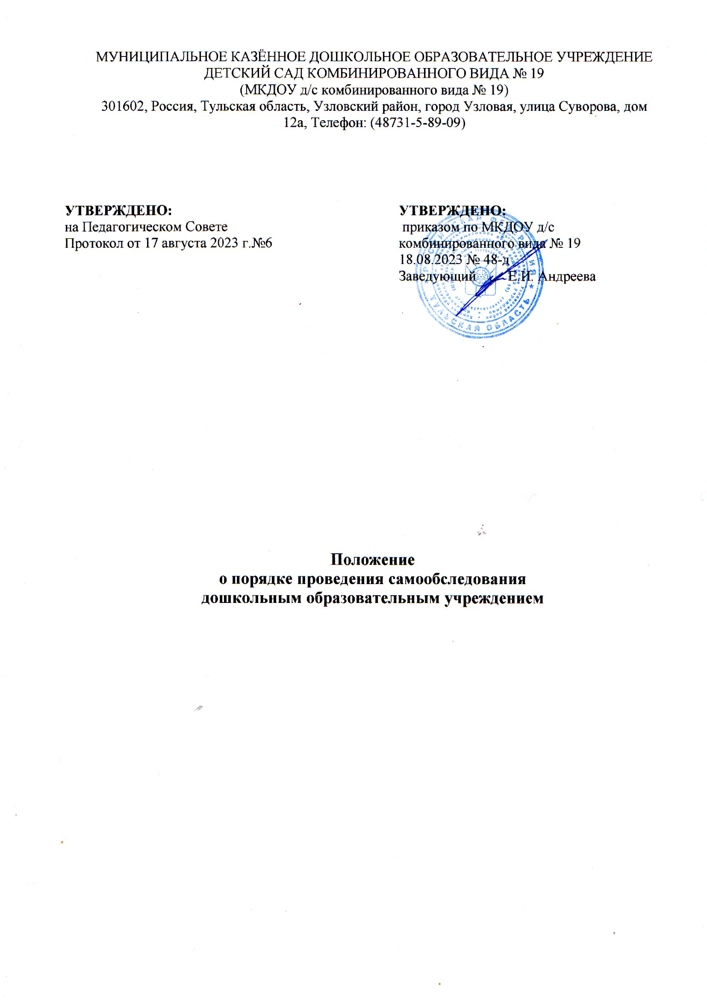 МУНИЦИПАЛЬНОЕ КАЗЁННОЕ ДОШКОЛЬНОЕ ОБРАЗОВАТЕЛЬНОЕ УЧРЕЖДЕНИЕ
ДЕТСКИЙ САД КОМБИНИРОВАННОГО ВИДА № 19
(МКДОУ д/с комбинированного вида № 19)
301602, Россия, Тульская область, Узловский район, город Узловая, улица Суворова, дом
12а, Телефон: (48731-5-89-09)
УТВЕРЖДЕНО:
на Педагогическом Совете
Протокол от 17 августа 2023 г.№6
УТВЕРЖДЕНО:
приказом по МКДОУ д/с
комбинированного вида № 19
18.08.2023 № 48-д
Заведующий Е.И. Андреева
РОССИЙСКАЯ ФЕДЕРАЦИЯ
ТУЛЬСКАЯ ОБЛАСТЬ
Положение
о порядке проведения самообследования
дошкольным образовательным учреждением